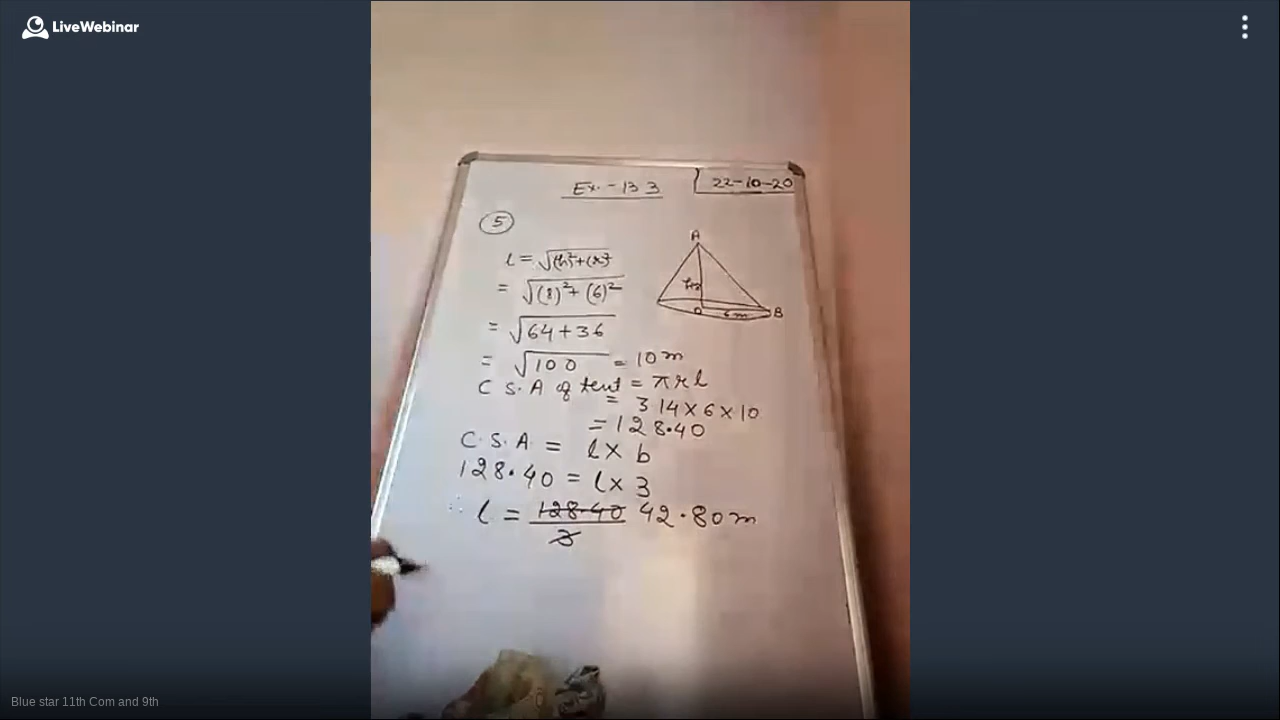 LiveWebinar
Ex. - 13 3
22-10-20
5
l = √(h)²+(r)²
= √(8)²+(6)²
= √64+36
= √100 = 10m
A
O
6m
B
C S.A of tent = πrl
= 3 14×6×10
= 128.40
C.S.A. = l×b
128.40 = l×3
∴ l = 128.40 42.80m
3
Blue star 11th Com and 9th